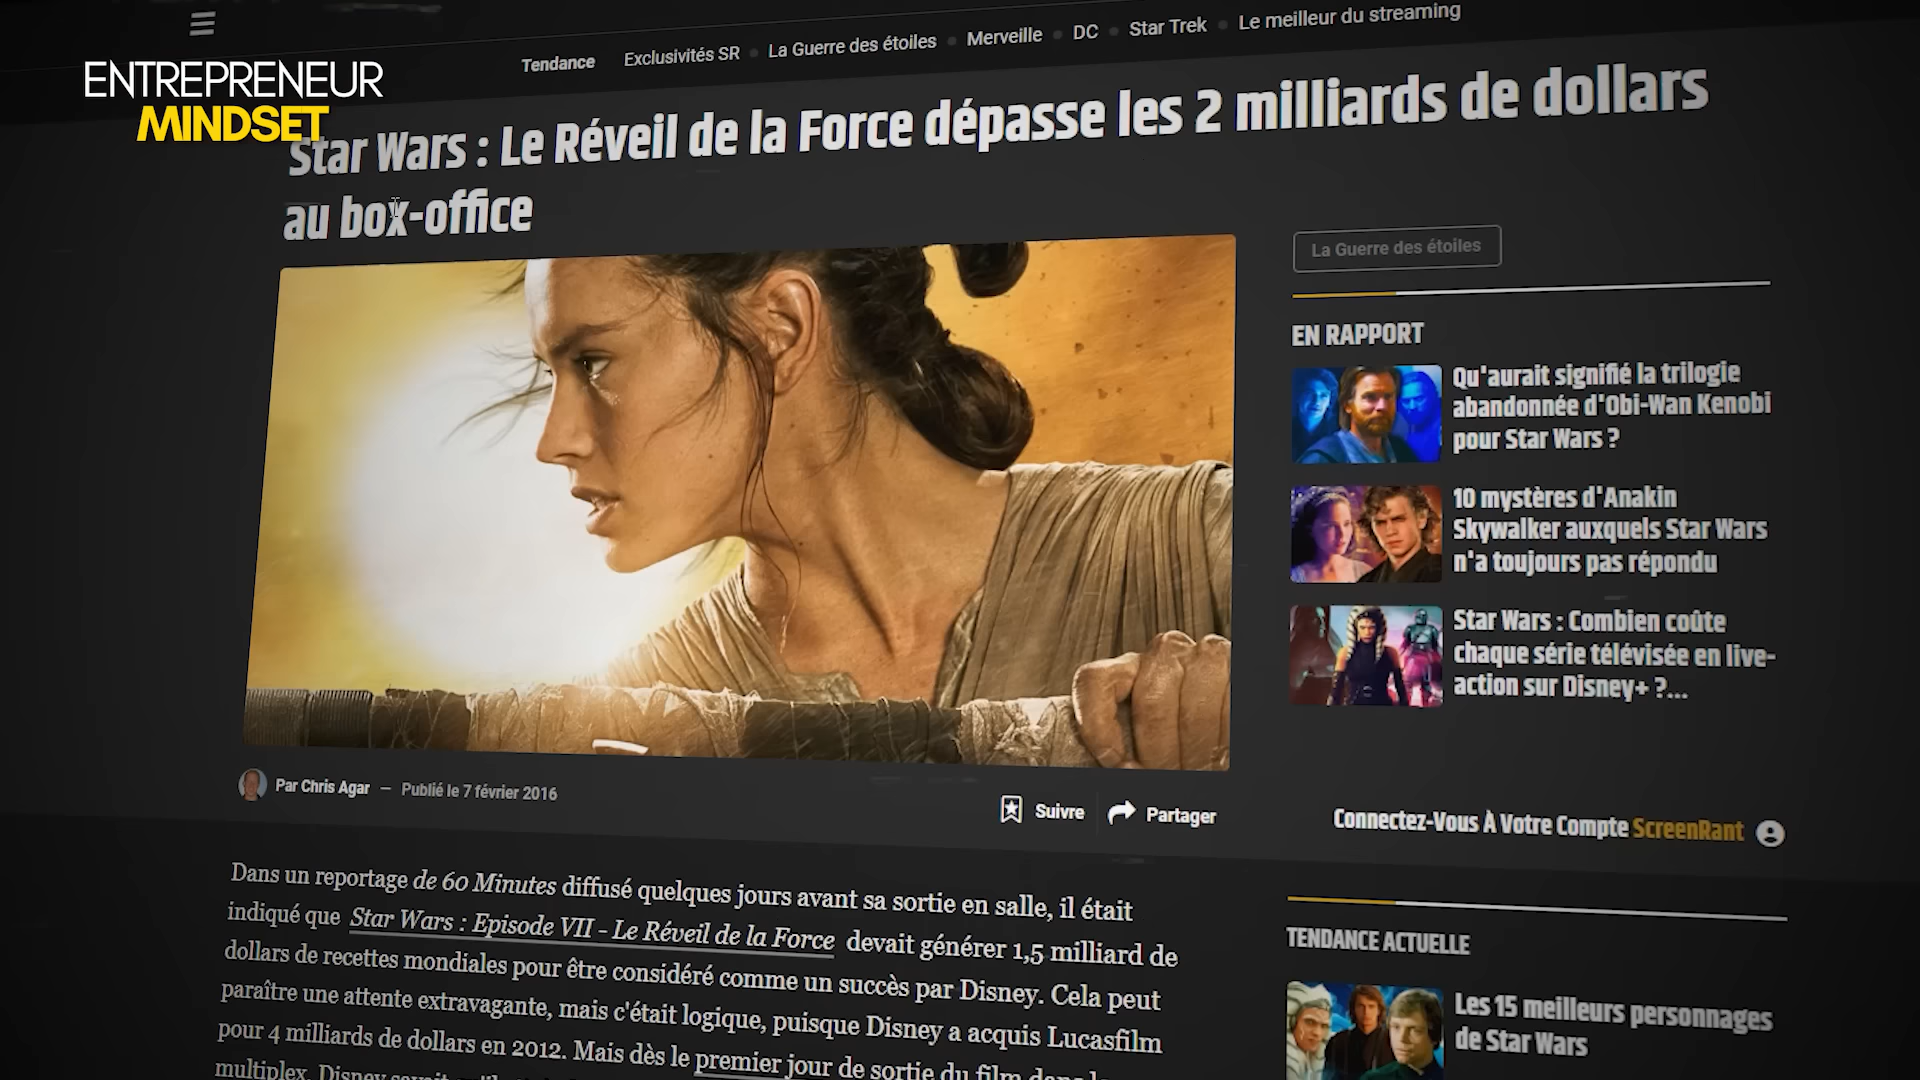 Tendance Exclusivités SR La Guerre des étoiles Merveille DC Star Trek Le meilleur du streaming
ENTREPRENEUR
MINDSET
Star Wars : Le Réveil de la Force dépasse les 2 milliards de dollars
au box-office
La Guerre des étoiles
EN RAPPORT
Qu'aurait signifié la trilogie
abandonnée d'Obi-Wan Kenobi
pour Star Wars ?
10 mystères d'Anakin
Skywalker auxquels Star Wars
n'a toujours pas répondu
Star Wars : Combien coûte
chaque série télévisée en live-
action sur Disney+ ?...
Par Chris Agar — Publié le 7 février 2016
Suivre Partager
Connectez-Vous À Votre Compte ScreenRant
Dans un reportage de 60 Minutes diffusé quelques jours avant sa sortie en salle, il était
indiqué que Star Wars : Episode VII - Le Réveil de la Force devait générer 1,5 milliard de
dollars de recettes mondiales pour être considéré comme un succès par Disney. Cela peut
paraître une attente extravagante, mais c'était logique, puisque Disney a acquis Lucasfilm
pour 4 milliards de dollars en 2012. Mais dès le premier jour de sortie du film dans
multiplex, Disney
TENDANCE ACTUELLE
Les 15 meilleurs personnages
de Star Wars